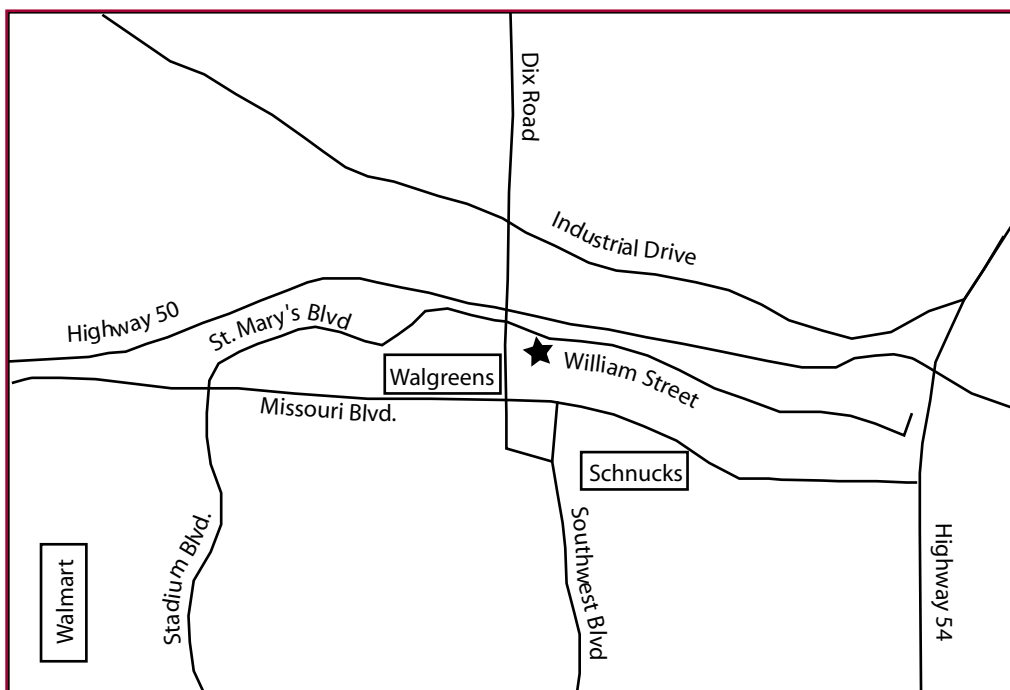 Dix Road
Industrial Drive
Highway 50
St. Mary's Blvd
William Street
Walgreens
Missouri Blvd.
Schnucks
Stadium Blvd.
Southwest Blvd
Highway 54
Walmart